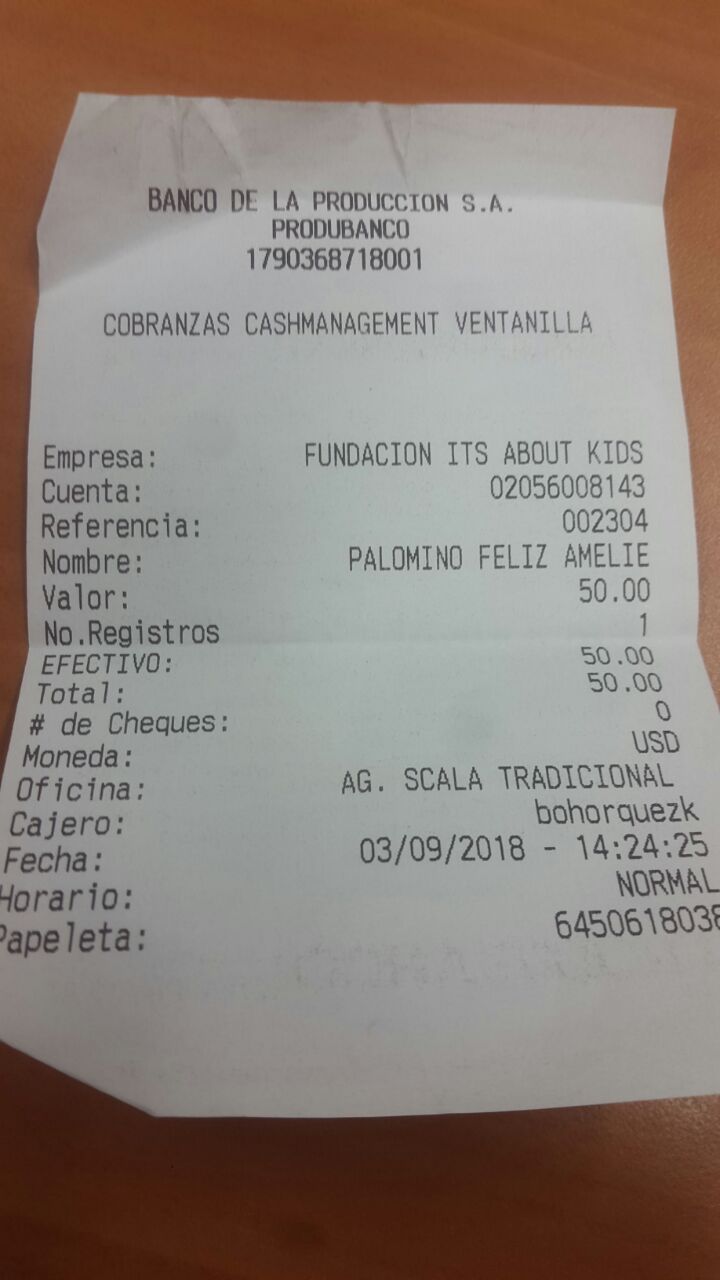 BANCO DE LA PRODUCCION S.A.
PRODUBANCO
1790368718001
COBRANZAS CASHMANAGEMENT VENTANILLA
Empresa: FUNDACION ITS ABOUT KIDS
Cuenta: 02056008143
Referencia: 002304
Nombre: PALOMINO FELIZ AMELIE
Valor: 50.00
No.Registros 1
EFECTIVO: 50.00
Total: 50.00
# de Cheques: 0
Moneda: USD
Oficina: AG. SCALA TRADICIONAL
Cajero: bohorquezk
Fecha: 03/09/2018 - 14:24:25
Horario: NORMAL
Papeleta: 6450618038